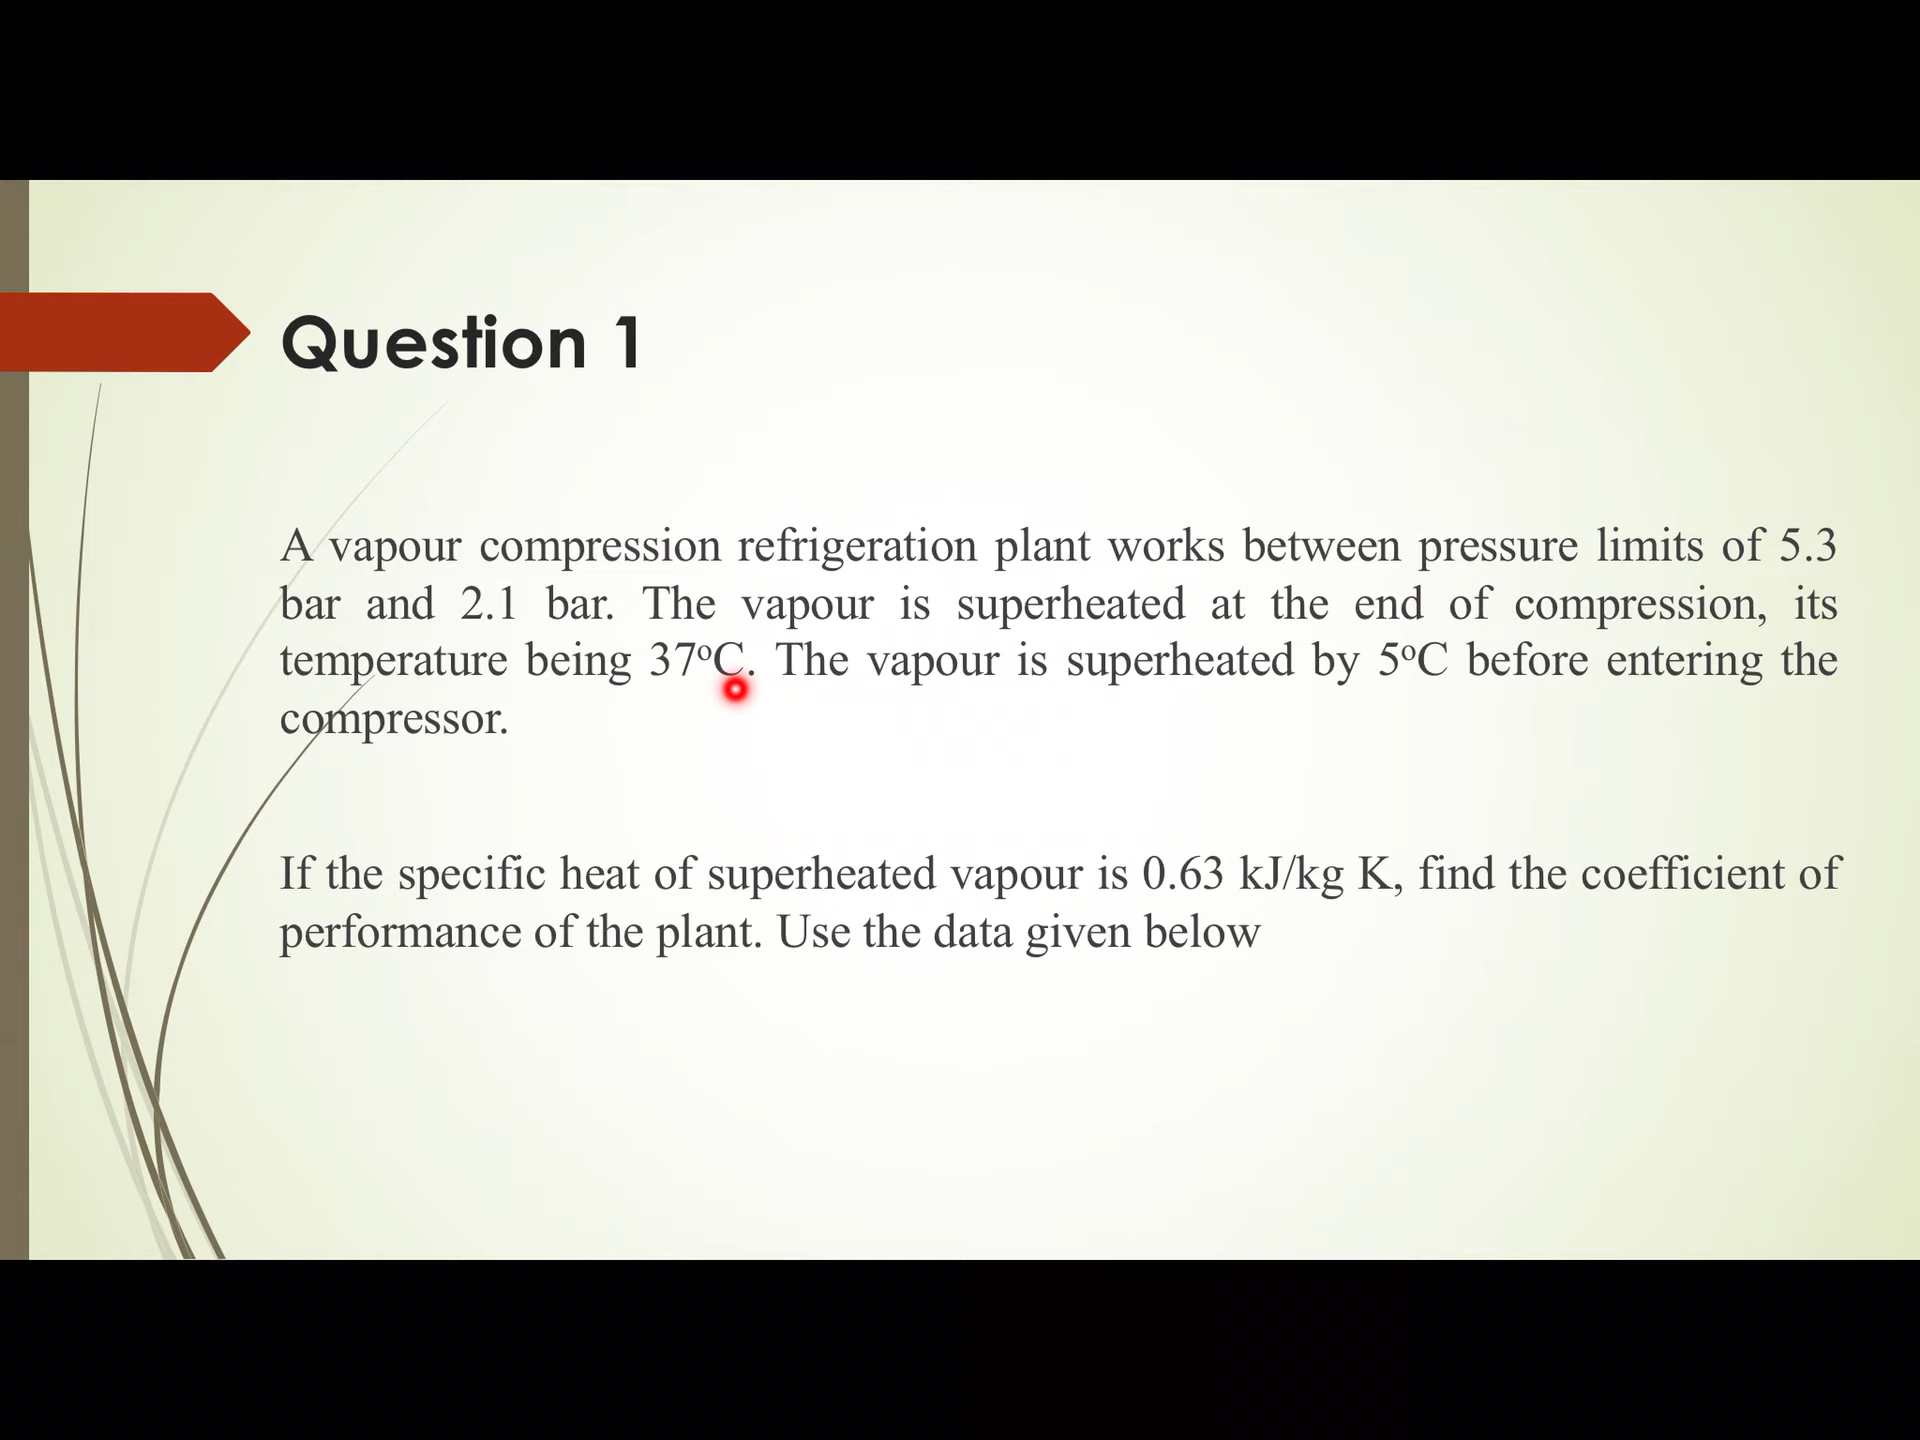 Question 1
A vapour compression refrigeration plant works between pressure limits of 5.3
bar and 2.1 bar. The vapour is superheated at the end of compression, its
temperature being 37°C. The vapour is superheated by 5°C before entering the
compressor.
If the specific heat of superheated vapour is 0.63 kJ/kg K, find the coefficient of
performance of the plant. Use the data given below